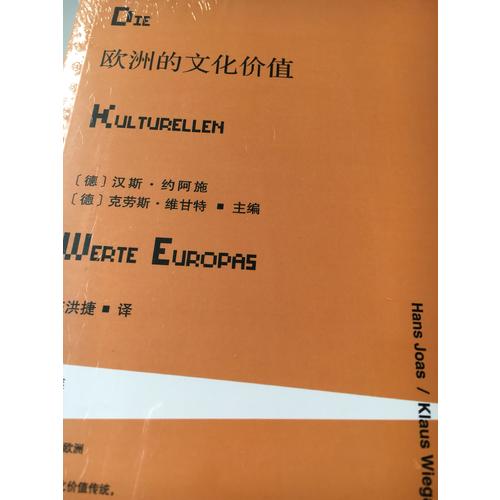 DIE
欧洲的文化价值
KULTURELLEN
〔德〕汉斯·约阿施
〔德〕克劳斯·维甘特 ■ 主编
WERTE EUROPAS
洪捷 ■ 译
Hans Joas / Klaus Wieg
欧洲
化价值传统，